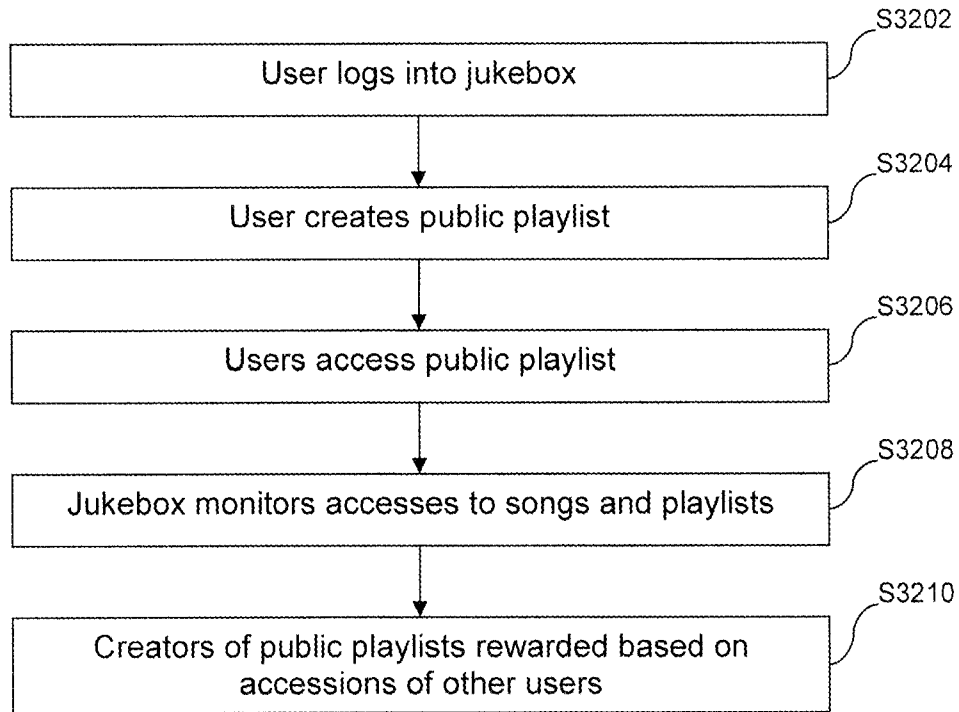 S3202
User logs into jukebox
S3204
User creates public playlist
S3206
Users access public playlist
S3208
Jukebox monitors accesses to songs and playlists
S3210
Creators of public playlists rewarded based on
accessions of other users